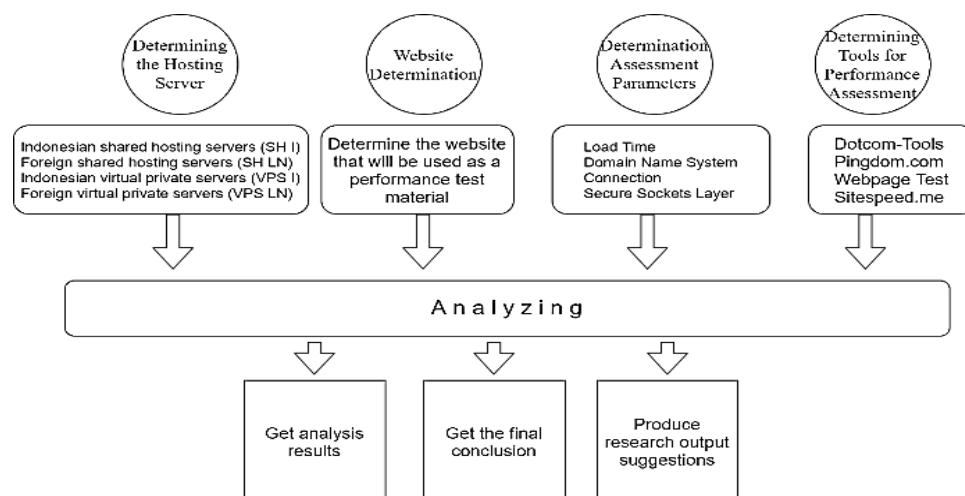 Determining
the Hosting
Server
Website
Determination
Determination
Assessment
Parameters
Determining
Tools for
Performance
Assessment
Indonesian shared hosting servers (SH I)
Foreign shared hosting servers (SH LN)
Indonesian virtual private servers (VPS I)
Foreign virtual private servers (VPS LN)
Determine the website
that will be used as a
performance test
material
Load Time
Domain Name System
Connection
Secure Sockets Layer
Dotcom-Tools
Pingdom.com
Webpage Test
Sitespeed.me
Analyzing
Get analysis
results
Get the final
conclusion
Produce
research output
suggestions